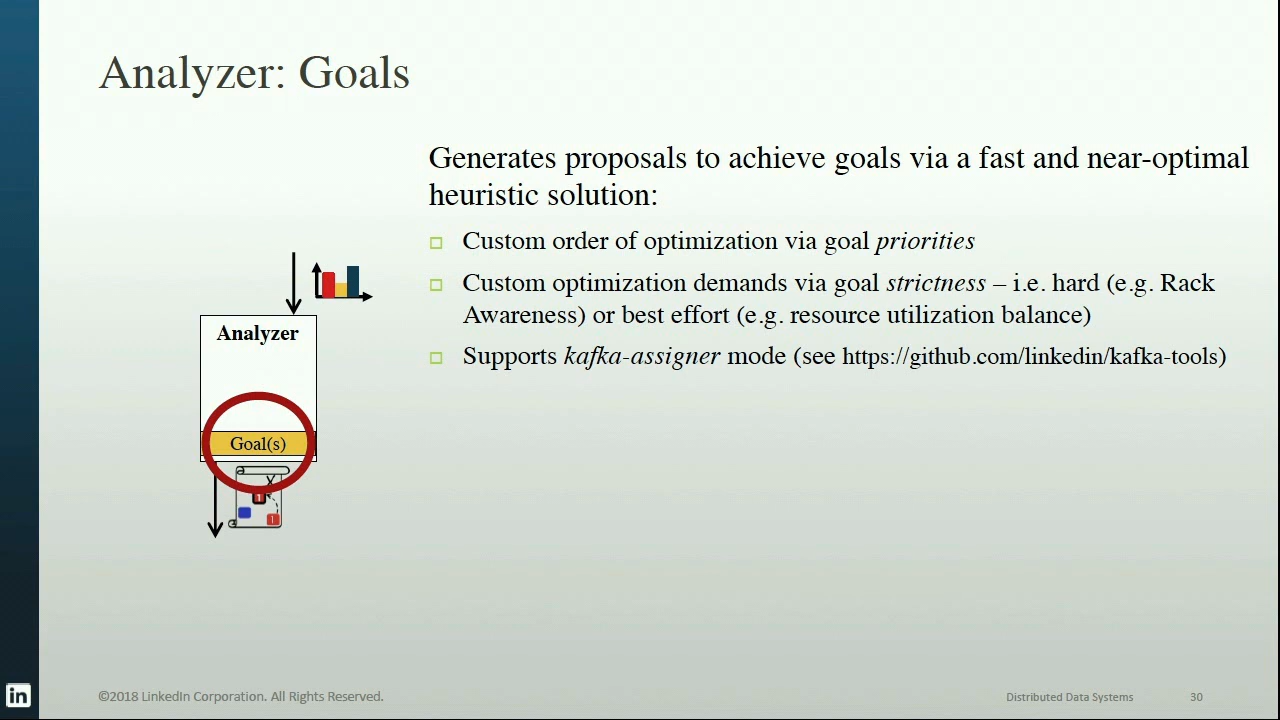 Analyzer: Goals
Generates proposals to achieve goals via a fast and near-optimal
heuristic solution:
Custom order of optimization via goal priorities
Custom optimization demands via goal strictness – i.e. hard (e.g. Rack
Awareness) or best effort (e.g. resource utilization balance)
Supports kafka-assigner mode (see https://github.com/linkedin/kafka-tools)
Analyzer
Goal(s)
1
1
in
©2018 LinkedIn Corporation. All Rights Reserved.
Distributed Data Systems
30